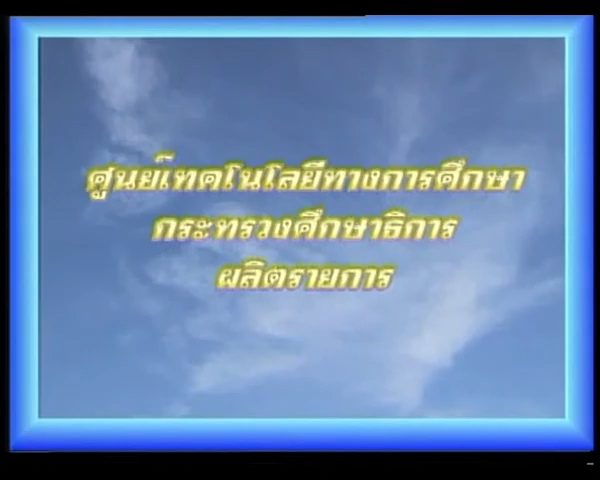 ศูนย์เทคโนโลยีทางการศึกษา
กระทรวงศึกษาธิการ
ผลิตรายการ